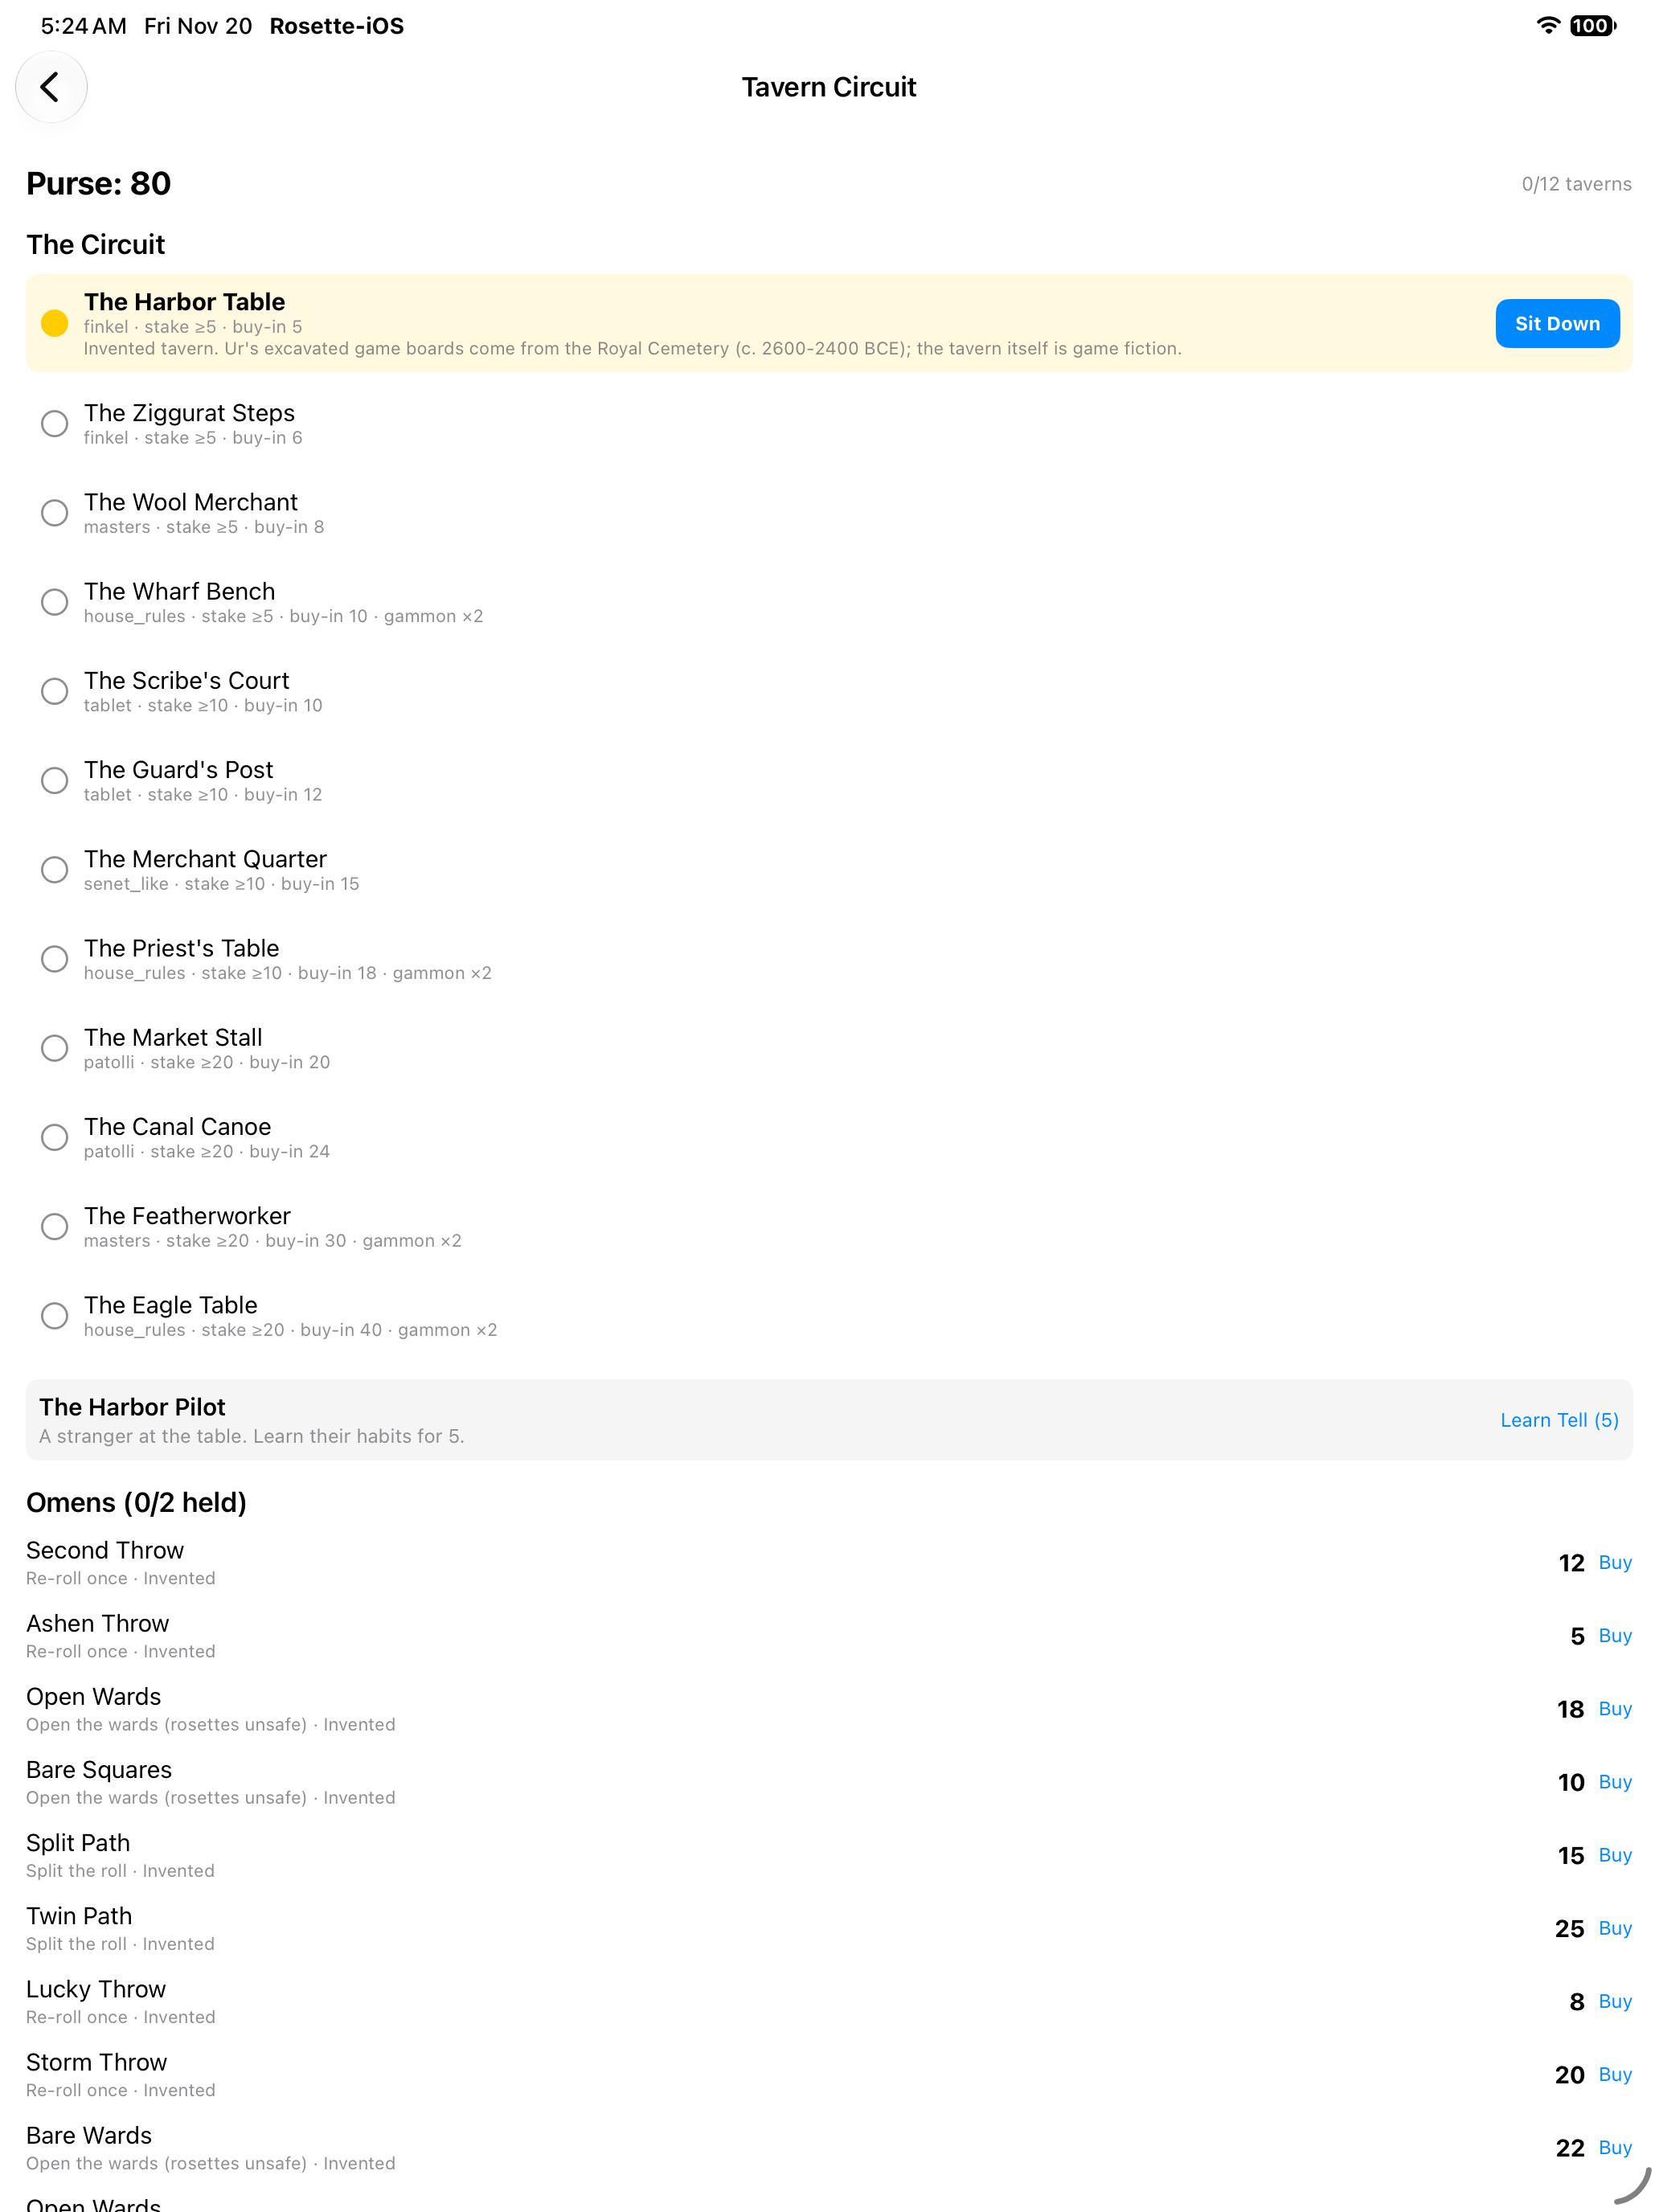 5:24 AM Fri Nov 20 Rosette-iOS
100
Tavern Circuit
Purse: 80
0/12 taverns
The Circuit
The Harbor Table
finkel · stake ≥5 · buy-in 5
Invented tavern. Ur's excavated game boards come from the Royal Cemetery (c. 2600-2400 BCE); the tavern itself is game fiction.
Sit Down
The Ziggurat Steps
finkel · stake ≥5 · buy-in 6
The Wool Merchant
masters · stake ≥5 · buy-in 8
The Wharf Bench
house_rules · stake ≥5 · buy-in 10 · gammon ×2
The Scribe's Court
tablet · stake ≥10 · buy-in 10
The Guard's Post
tablet · stake ≥10 · buy-in 12
The Merchant Quarter
senet_like · stake ≥10 · buy-in 15
The Priest's Table
house_rules · stake ≥10 · buy-in 18 · gammon ×2
The Market Stall
patolli · stake ≥20 · buy-in 20
The Canal Canoe
patolli · stake ≥20 · buy-in 24
The Featherworker
masters · stake ≥20 · buy-in 30 · gammon ×2
The Eagle Table
house_rules · stake ≥20 · buy-in 40 · gammon ×2
The Harbor Pilot
A stranger at the table. Learn their habits for 5.
Learn Tell (5)
Omens (0/2 held)
Second Throw
Re-roll once · Invented
12 Buy
Ashen Throw
Re-roll once · Invented
5 Buy
Open Wards
Open the wards (rosettes unsafe) · Invented
18 Buy
Bare Squares
Open the wards (rosettes unsafe) · Invented
10 Buy
Split Path
Split the roll · Invented
15 Buy
Twin Path
Split the roll · Invented
25 Buy
Lucky Throw
Re-roll once · Invented
8 Buy
Storm Throw
Re-roll once · Invented
20 Buy
Bare Wards
Open the wards (rosettes unsafe) · Invented
22 Buy
Open Wards